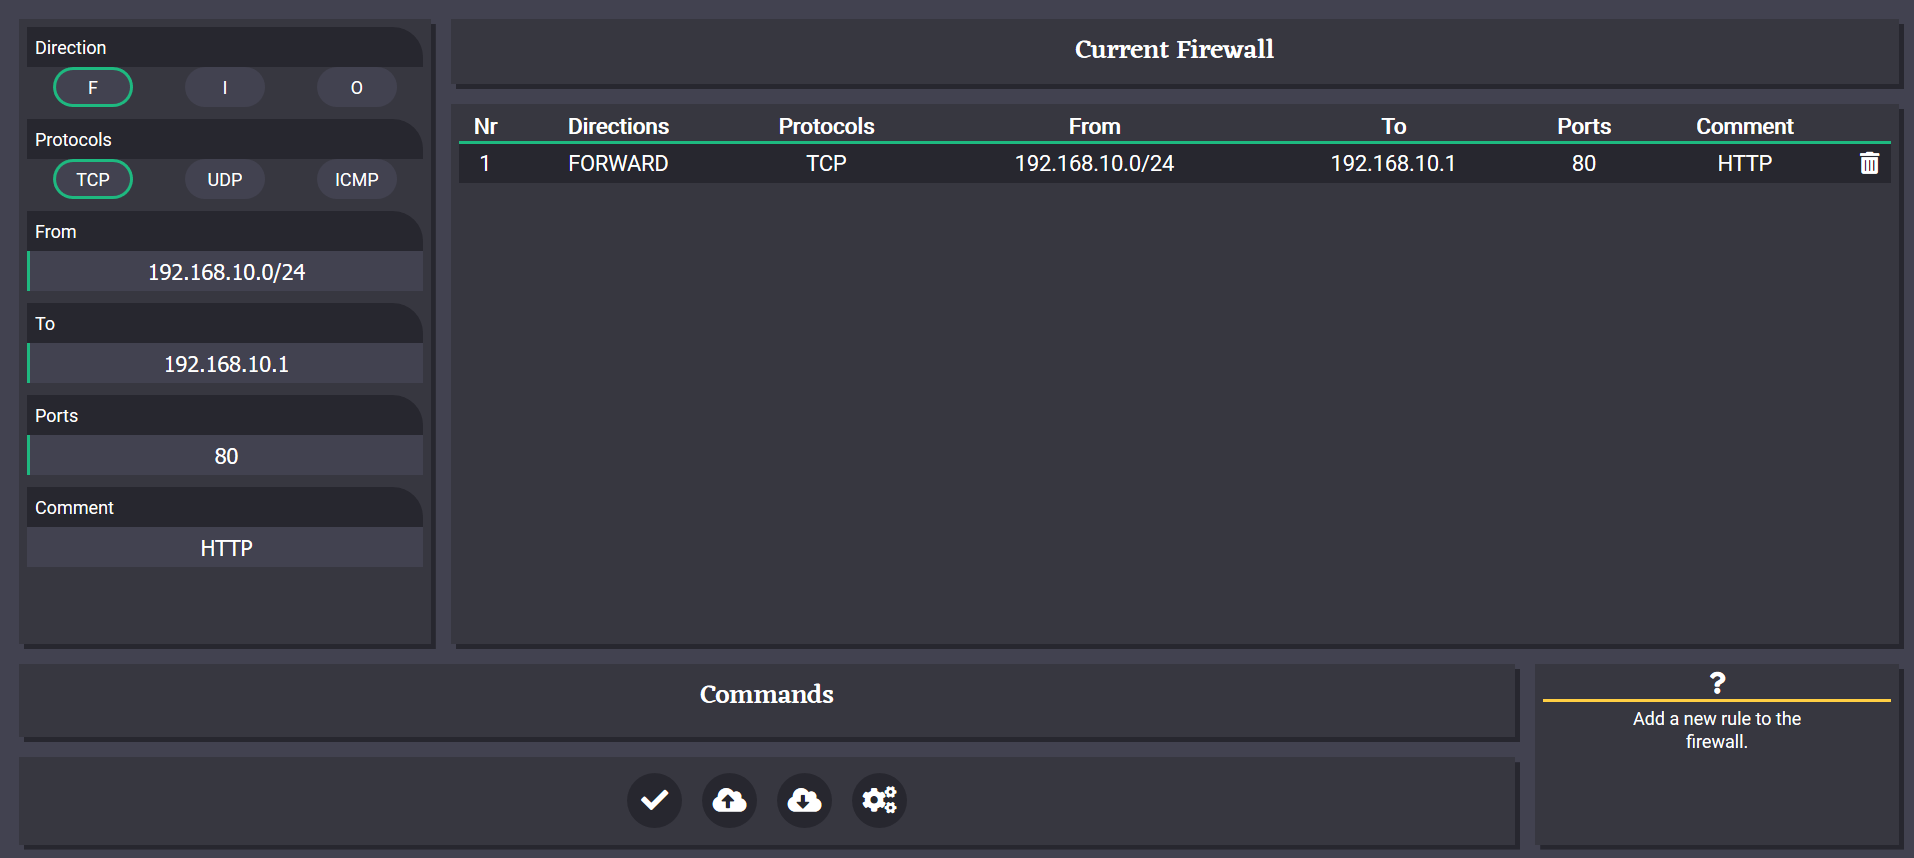 Direction
F I O
Protocols
TCP UDP ICMP
From
192.168.10.0/24
To
192.168.10.1
Ports
80
Comment
HTTP
Current Firewall
Nr Directions Protocols From To Ports Comment
1 FORWARD TCP 192.168.10.0/24 192.168.10.1 80 HTTP
Commands
?
Add a new rule to the
firewall.